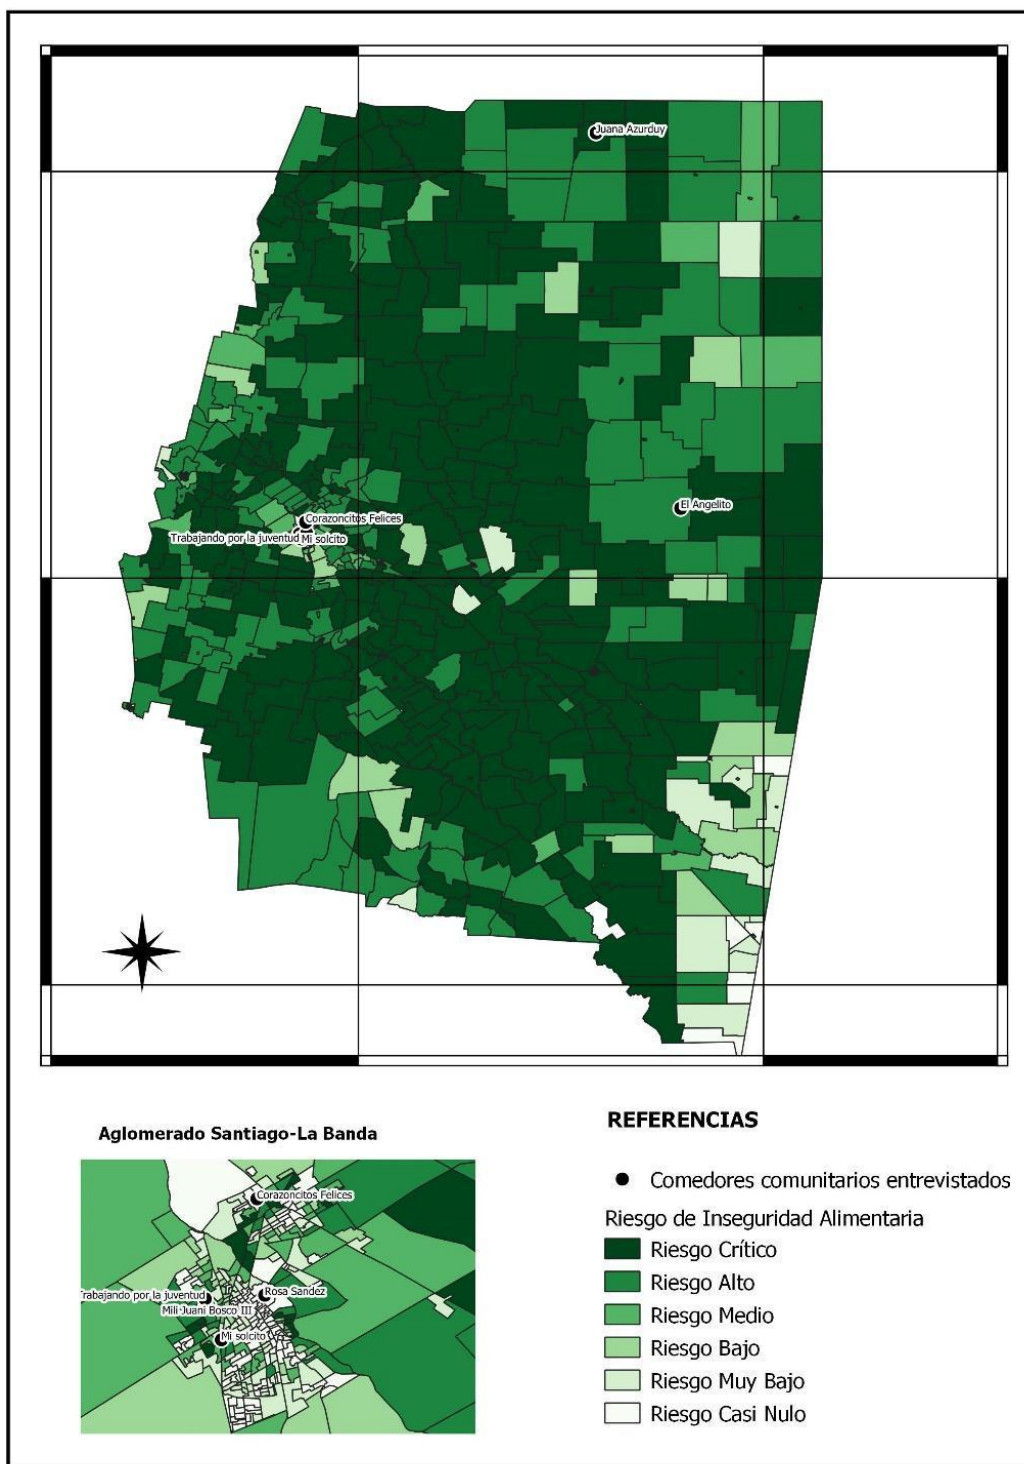 Juana Azurduy
El Angelito
Corazoncitos Felices
Trabajando por la juventud
Mi solcito
Aglomerado Santiago-La Banda
Corazoncitos Felices
Trabajando por la juventud
Rosa Sandez
Mili Juani Bosco III
Mi solcito
REFERENCIAS
Comedores comunitarios entrevistados
Riesgo de Inseguridad Alimentaria
Riesgo Crítico
Riesgo Alto
Riesgo Medio
Riesgo Bajo
Riesgo Muy Bajo
Riesgo Casi Nulo